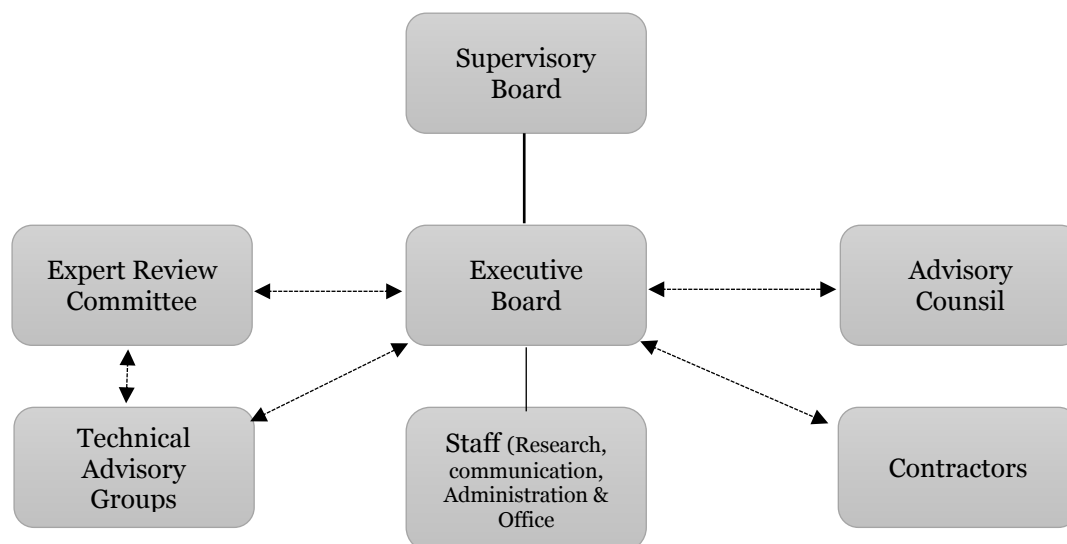 Supervisory
Board
Expert Review
Committee
Executive
Board
Advisory
Counsil
Technical
Advisory
Groups
Staff (Research,
communication,
Administration &
Office
Contractors